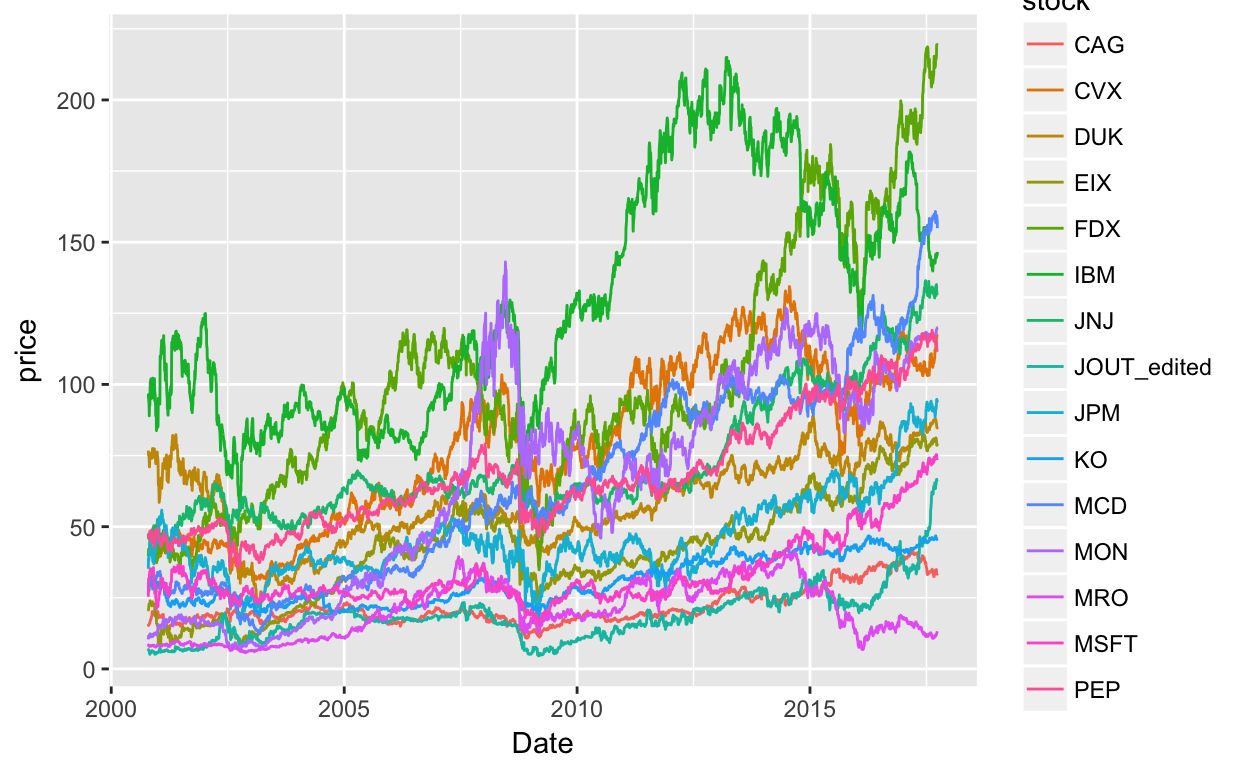 stock
CAG
CVX
DUK
EIX
FDX
IBM
JNJ
JOUT_edited
JPM
KO
MCD
MON
MRO
MSFT
PEP
price
200
150
100
50
0
2000
2005
2010
2015
Date